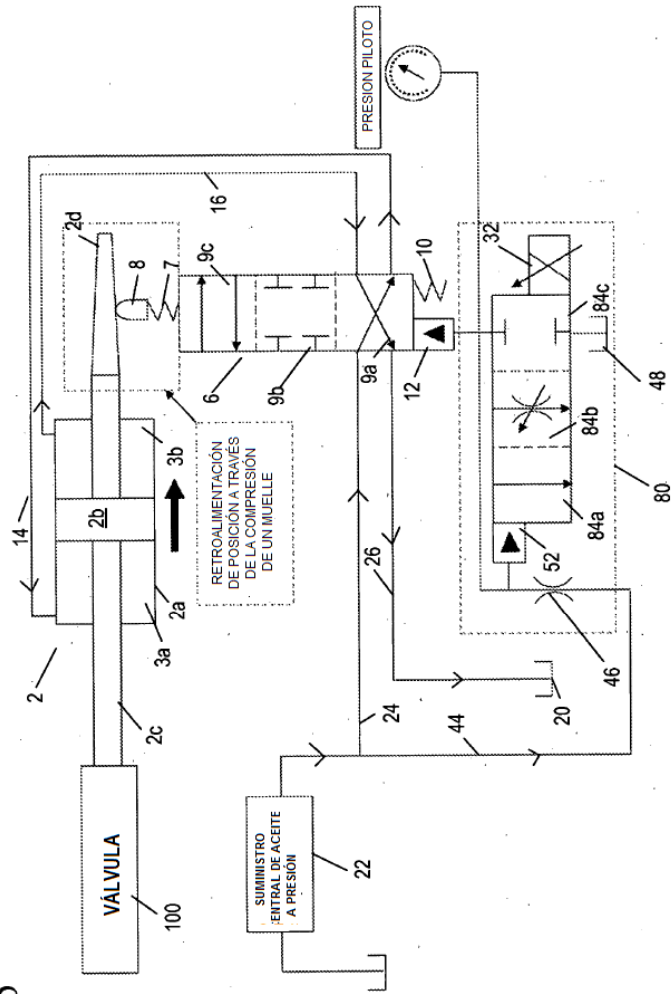 VÁLVULA
100
2c
2
3a
2a
2b
3b
14
RETROALIMENTACIÓN
DE POSICIÓN A TRAVÉS
DE LA COMPRESIÓN
DE UN MUELLE
2d
8
7
16
6
9c
9b
9a
10
12
PRESION PILOTO
SUMINISTRO
ENTRAL DE ACEITE
A PRESIÓN
22
24
26
44
20
46
52
84a
84b
84c
32
48
80